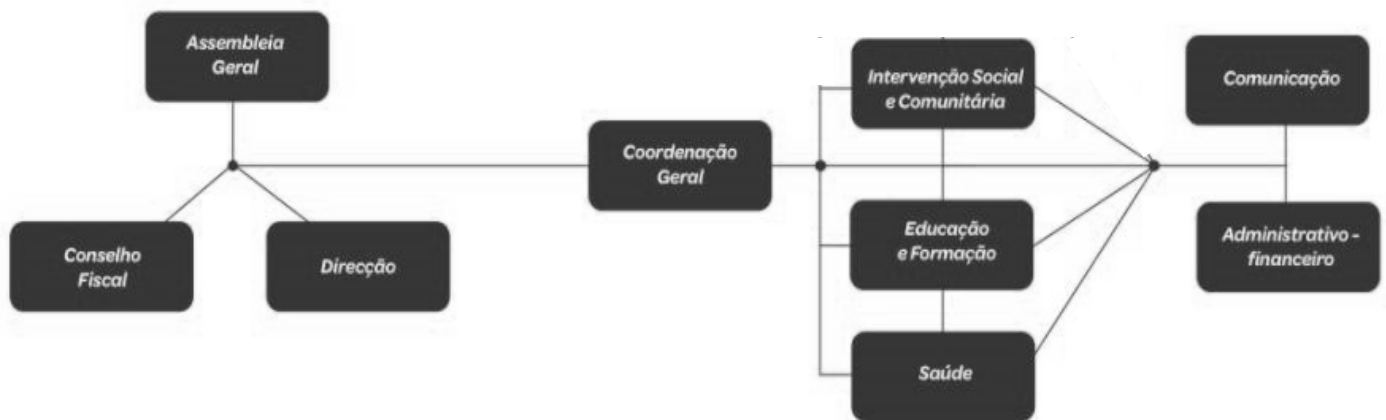 Assembleia
Geral
Conselho
Fiscal
Direcção
Coordenação
Geral
Intervenção Social
e Comunitária
Educação
e Formação
Saúde
Comunicação
Administrativo -
financeiro